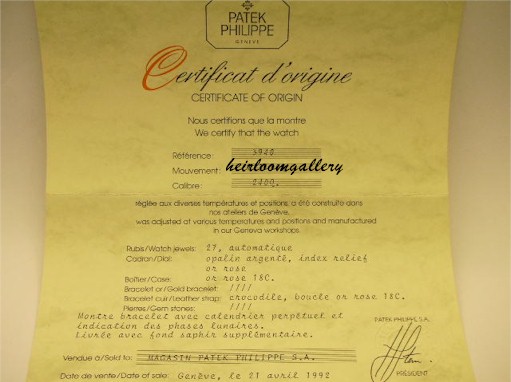 PATEK
PHILIPPE
GENEVE
Certificat d'origine
CERTIFICATE OF ORIGIN
Nous certifions que la montre
We certify that the watch
Référence:
Mouvement: heirloomgallery
Calibre:
réglée aux diverses températures et positions, a été construite dans
nos ateliers de Genève.
was adjusted at various temperatures and positions and manufactured
in our Geneva workshops.
Rubis/Watch jewels: 27, automatique
Cadran/Dial: opalin argenté, index relief
or rose
Boîtier/Case: or rose 18C.
Bracelet or/Gold bracelet: ////
Bracelet cuir/Leather strap: crocodile, boucle or rose 18C.
Pierres/Gem stones: ////
Montre bracelet avec calendrier perpétuel et
indication des phases lunaires.
Livrée avec fond saphir supplémentaire.
PATEK PHILIPPE S.A.
Vendue à/Sold to: MAGASIN PATEK PHILIPPE S.A.
PRESIDENT
Date de vente/Date of sale: Genève, le 21 avril 1992